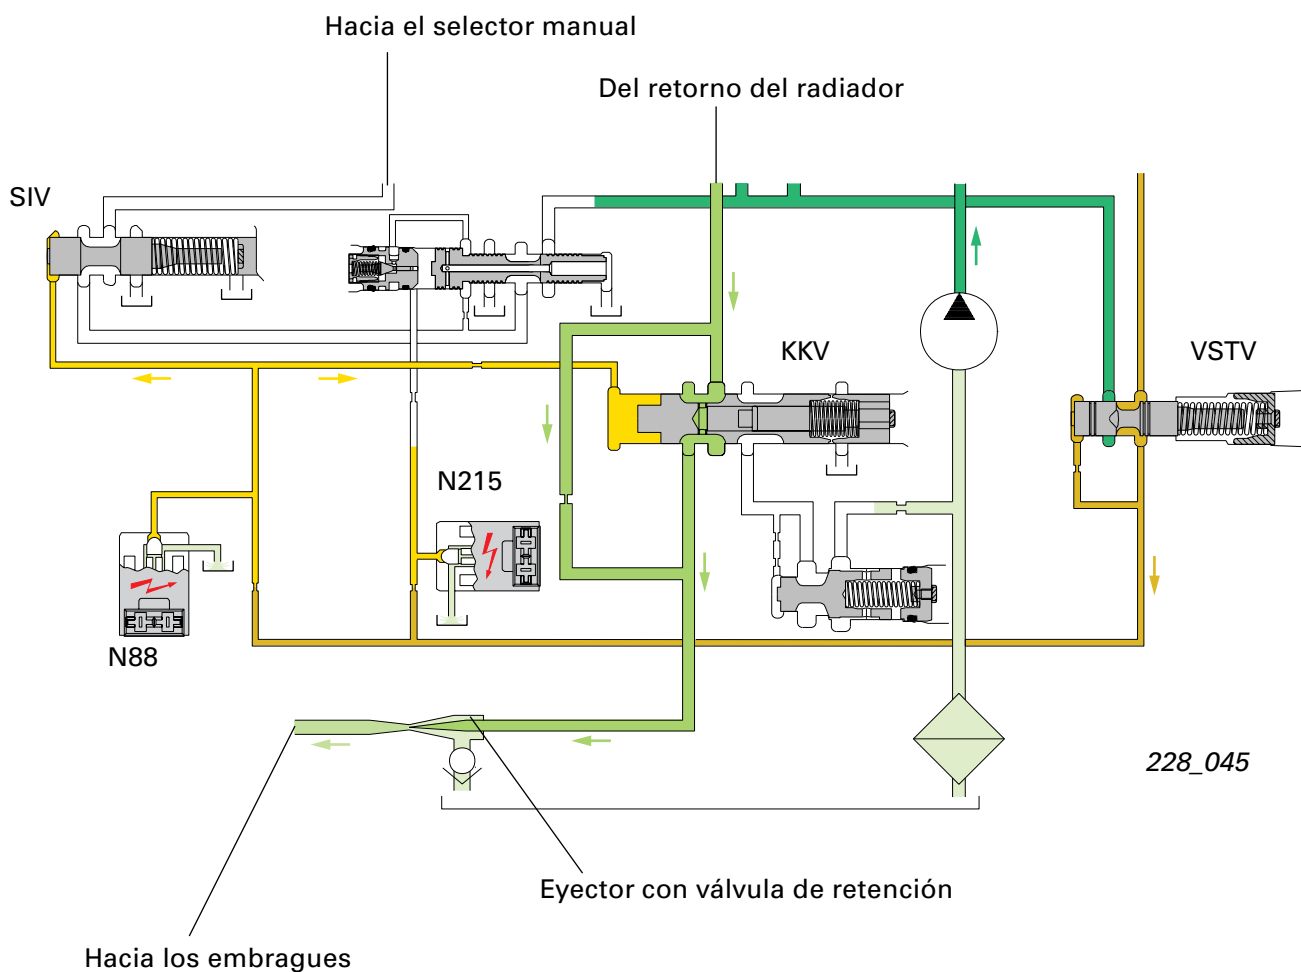 Hacia el selector manual
Del retorno del radiador
SIV
KKV
VSTV
N215
N88
228_045
Eyector con válvula de retención
Hacia los embragues